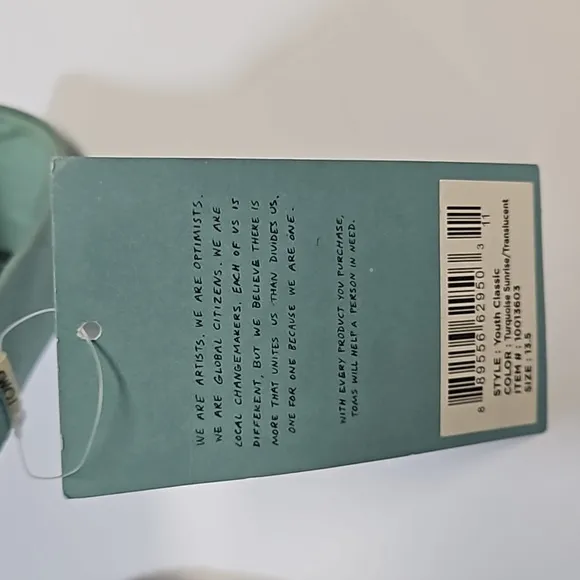 WE ARE ARTISTS. WE ARE OPTIMISTS.
WE ARE GLOBAL CITIZENS. WE ARE
LOCAL CHANGEMAKERS. EACH OF US IS
DIFFERENT, BUT WE BELIEVE THERE IS
MORE THAT UNITES US THAN DIVIDES US.
ONE FOR ONE BECAUSE WE ARE ONE.
WITH EVERY PRODUCT YOU PURCHASE,
TOMS WILL HELP A PERSON IN NEED.
8 89556 62950 3 11
STYLE : Youth Classic
COLOR : Turquoise Sunrise/Translucent
ITEM # : 10013603
SIZE : 13.5
TOMS